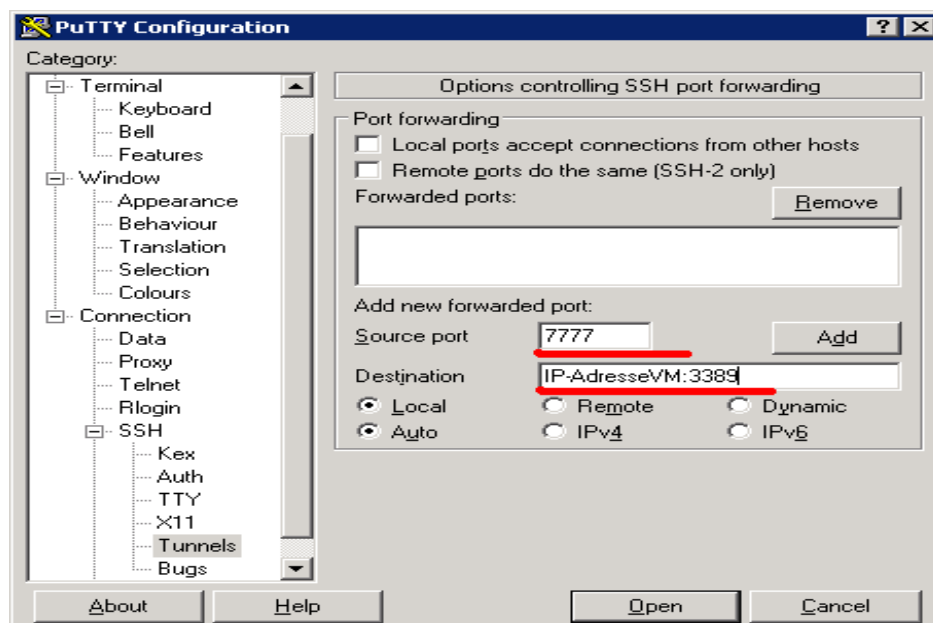 PuTTY Configuration
Category:
Terminal
Keyboard
Bell
Features
Window
Appearance
Behaviour
Translation
Selection
Colours
Connection
Data
Proxy
Telnet
Rlogin
SSH
Kex
Auth
TTY
X11
Tunnels
Bugs
Options controlling SSH port forwarding
Port forwarding
Local ports accept connections from other hosts
Remote ports do the same (SSH-2 only)
Forwarded ports:
Remove
Add new forwarded port:
Source port 7777 Add
Destination IP-AdresseVM:3389
Local Remote Dynamic
Auto IPv4 IPv6
About Help Open Cancel